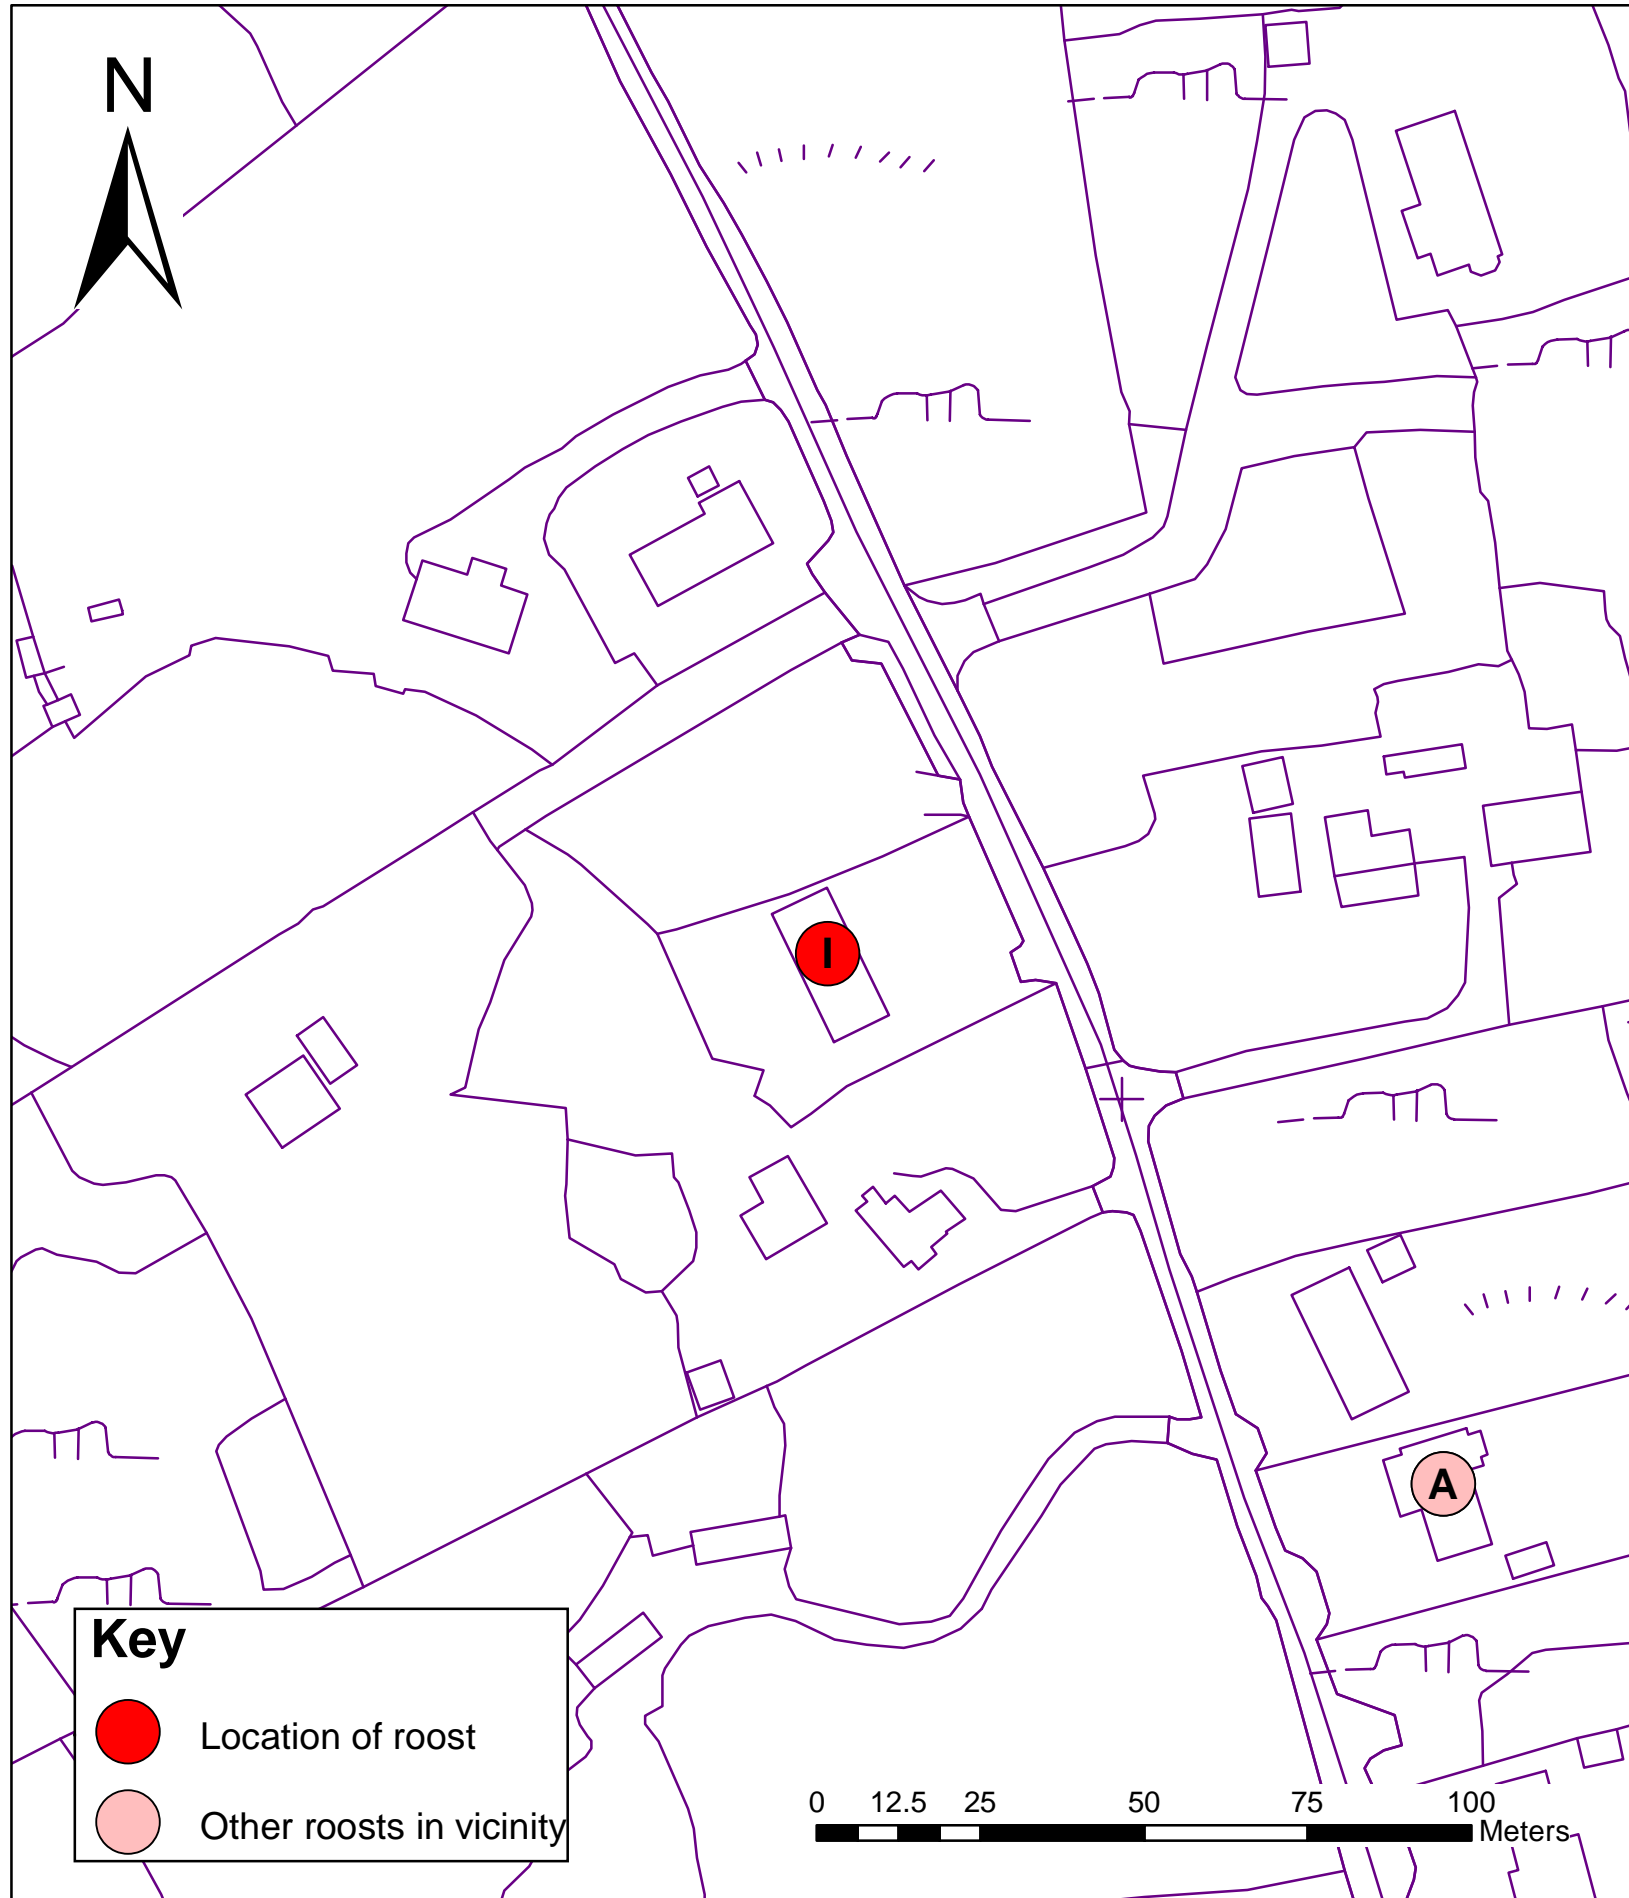 N
I
A
Key
Location of roost
Other roosts in vicinity
0 12.5 25 50 75 100
Meters